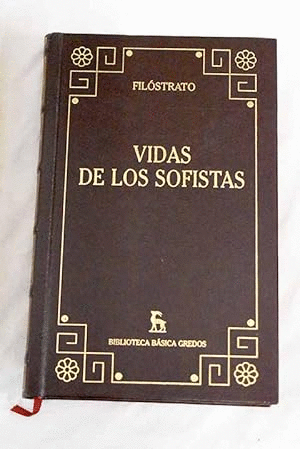 FILÓSTRATO
VIDAS
DE LOS SOFISTAS
BIBLIOTECA BÁSICA GREDOS